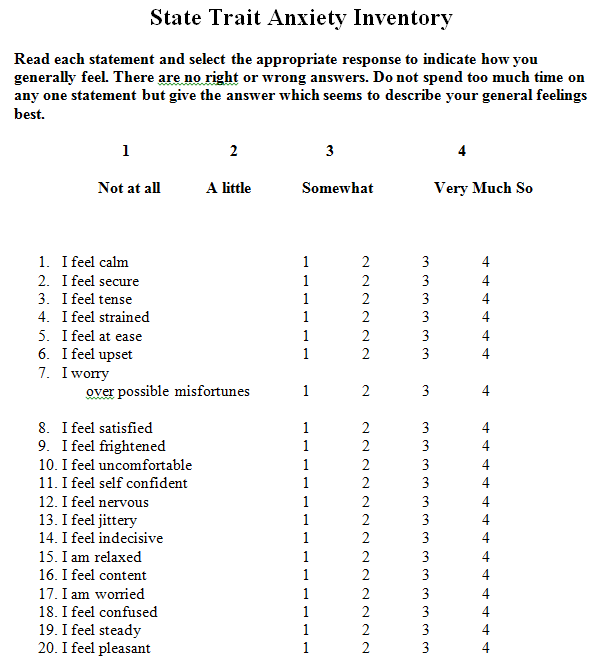 State Trait Anxiety Inventory
Read each statement and select the appropriate response to indicate how you
generally feel. There are no right or wrong answers. Do not spend too much time on
any one statement but give the answer which seems to describe your general feelings
best.
1 2 3 4
Not at all A little Somewhat Very Much So
1. I feel calm 1 2 3 4
2. I feel secure 1 2 3 4
3. I feel tense 1 2 3 4
4. I feel strained 1 2 3 4
5. I feel at ease 1 2 3 4
6. I feel upset 1 2 3 4
7. I worry
over possible misfortunes 1 2 3 4
8. I feel satisfied 1 2 3 4
9. I feel frightened 1 2 3 4
10. I feel uncomfortable 1 2 3 4
11. I feel self confident 1 2 3 4
12. I feel nervous 1 2 3 4
13. I feel jittery 1 2 3 4
14. I feel indecisive 1 2 3 4
15. I am relaxed 1 2 3 4
16. I feel content 1 2 3 4
17. I am worried 1 2 3 4
18. I feel confused 1 2 3 4
19. I feel steady 1 2 3 4
20. I feel pleasant 1 2 3 4